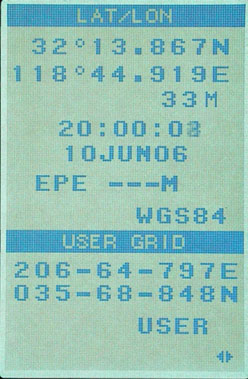 LAT/LON
32°13.867N
118°44.919E
33M
20:00:03
10JUN06
EPE ---M
WGS84
USER GRID
206-64-797E
035-68-848N
USER